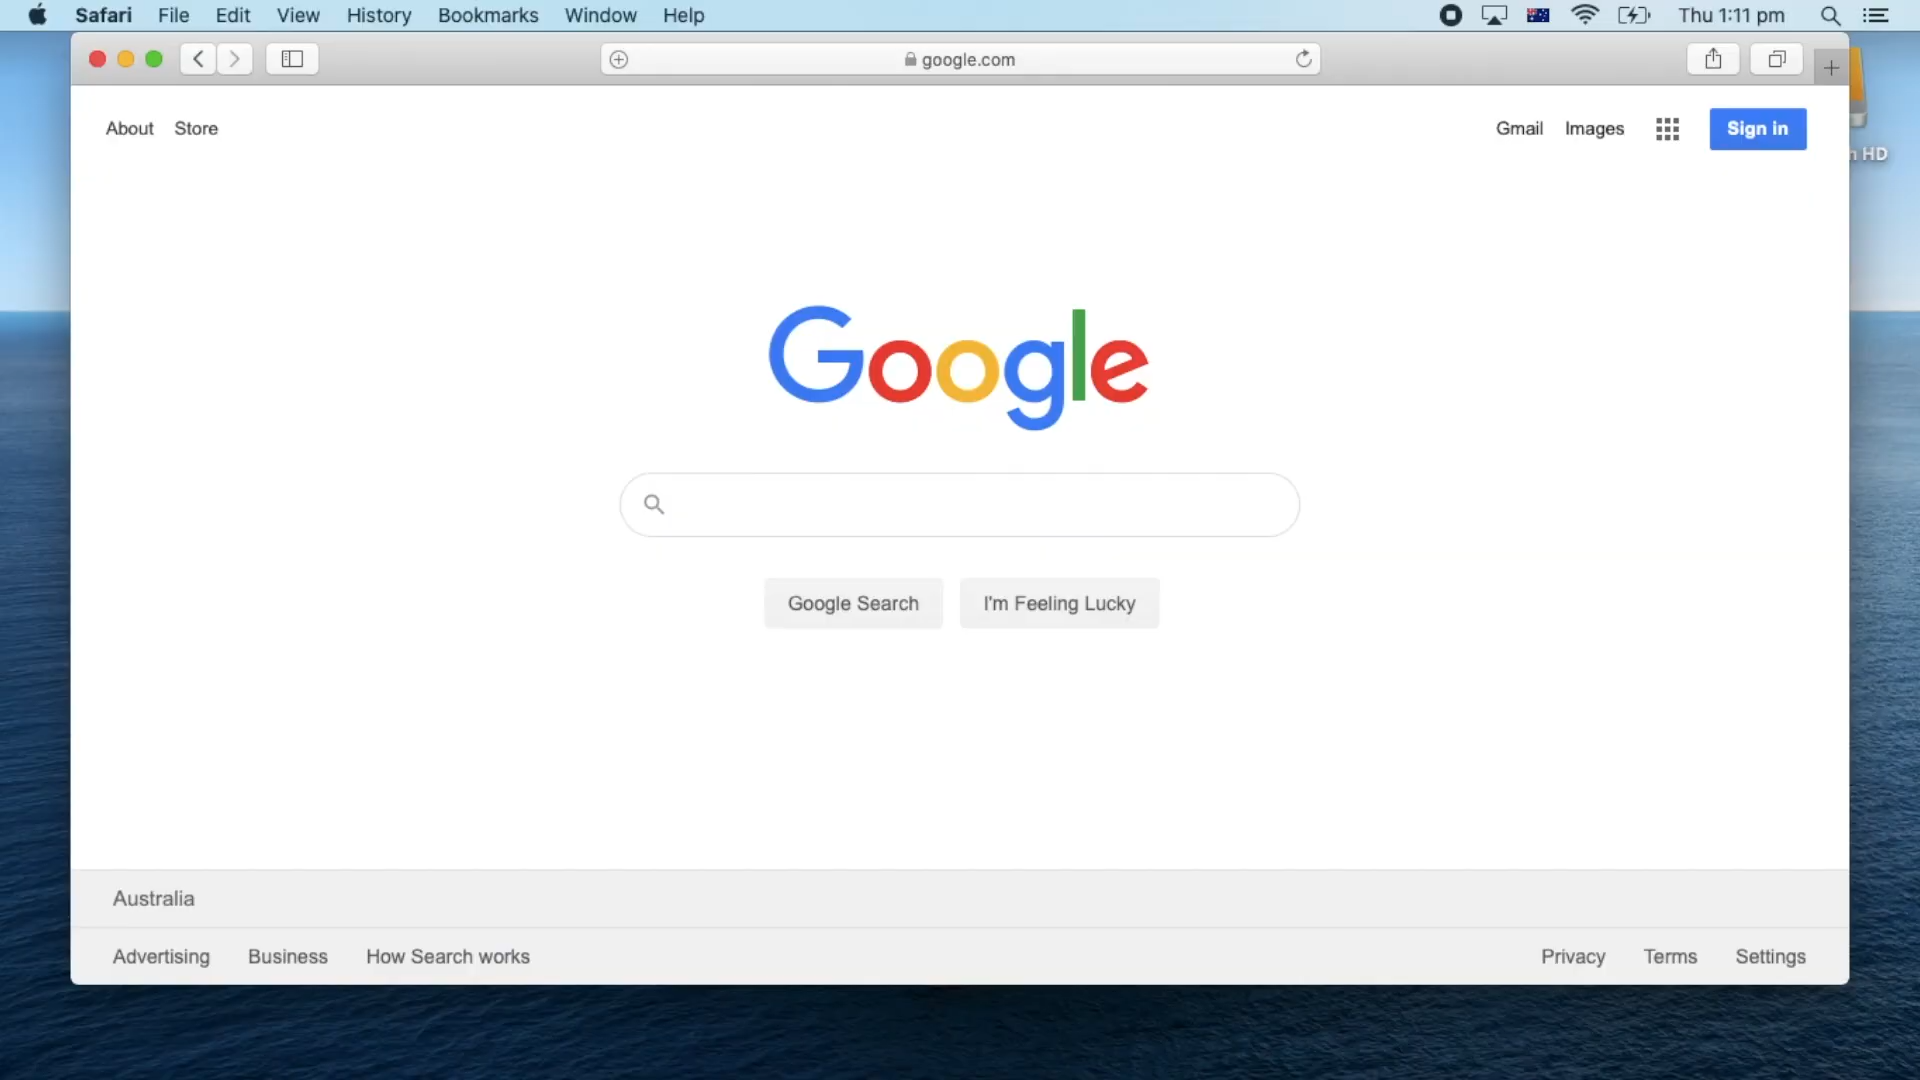 Safari File Edit View History Bookmarks Window Help Thu 1:11 pm
google.com
About Store Gmail Images Sign in
HD
Google
Google Search I'm Feeling Lucky
Australia
Advertising Business How Search works Privacy Terms Settings